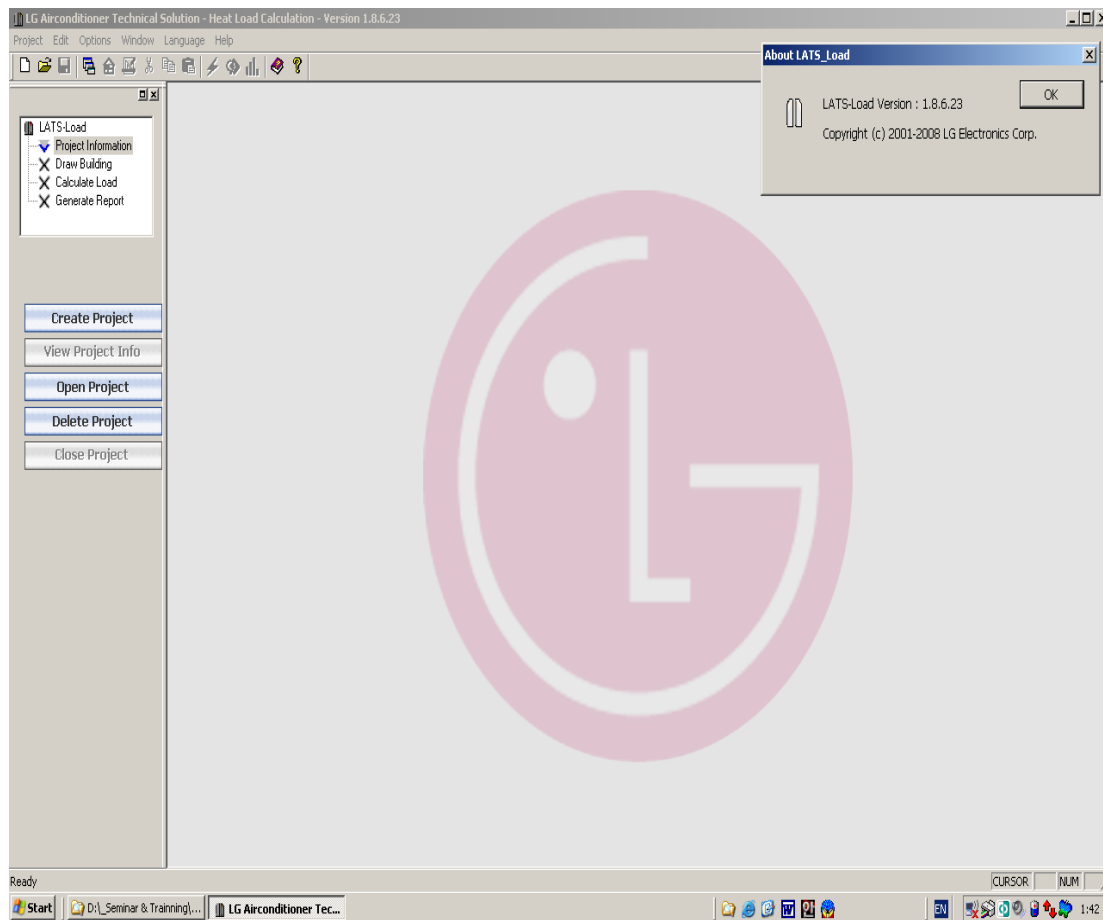 LG Airconditioner Technical Solution - Heat Load Calculation - Version 1.8.6.23
Project Edit Options Window Language Help
About LATS_Load
LATS-Load Version : 1.8.6.23
OK
Copyright (c) 2001-2008 LG Electronics Corp.
LATS-Load
Project Information
Draw Building
Calculate Load
Generate Report
Create Project
View Project Info
Open Project
Delete Project
Close Project
Ready
CURSOR NUM
Start D:\_Seminar & Trainning\... LG Airconditioner Tec... EN 1:42